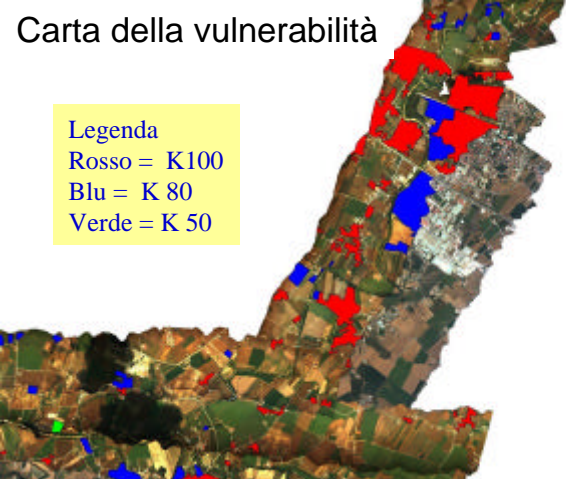 Carta della vulnerabilità
Legenda
Rosso = K100
Blu = K 80
Verde = K 50